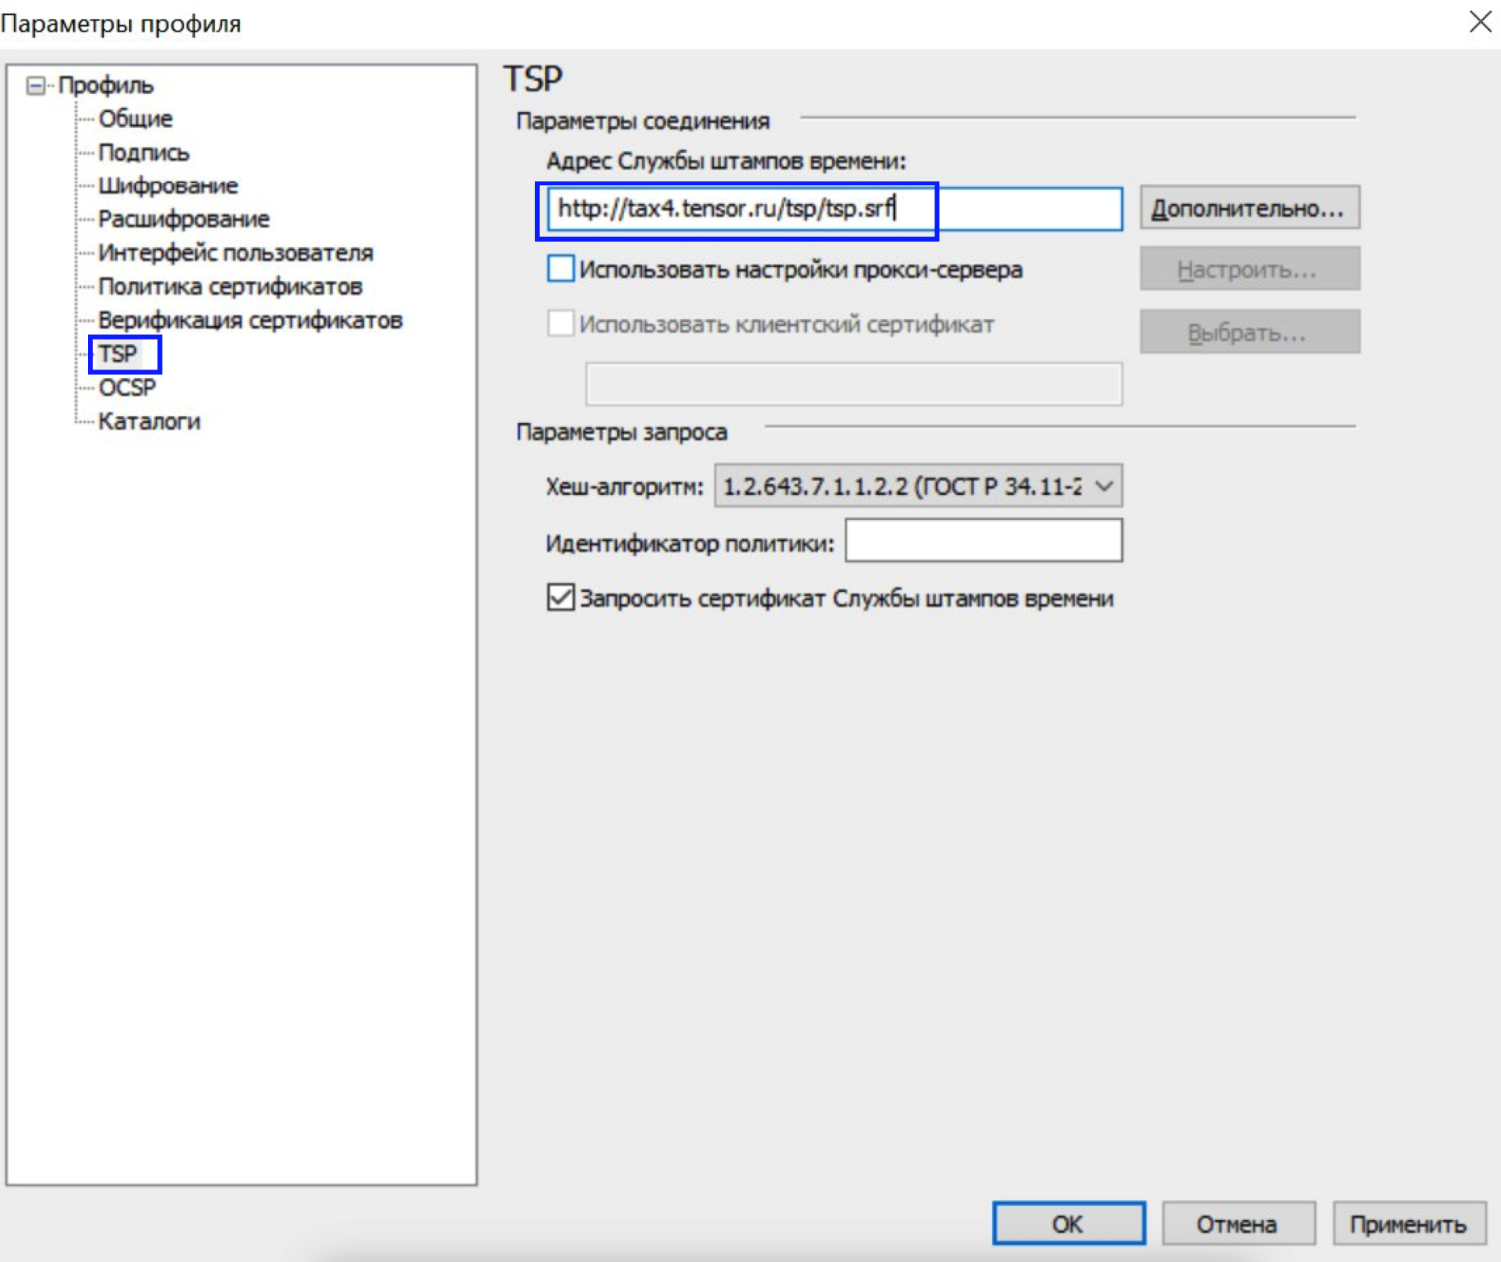 Параметры профиля
Профиль
Общие
Подпись
Шифрование
Расшифрование
Интерфейс пользователя
Политика сертификатов
Верификация сертификатов
TSP
OCSP
Каталоги
TSP
Параметры соединения
Адрес Службы штампов времени:
http://tax4.tensor.ru/tsp/tsp.srf
Дополнительно...
Использовать настройки прокси-сервера
Настроить...
Использовать клиентский сертификат
Выбрать...
Параметры запроса
Хеш-алгоритм: 1.2.643.7.1.1.2.2 (ГОСТ Р 34.11-2
Идентификатор политики:
Запросить сертификат Службы штампов времени
ОК
Отмена
Применить